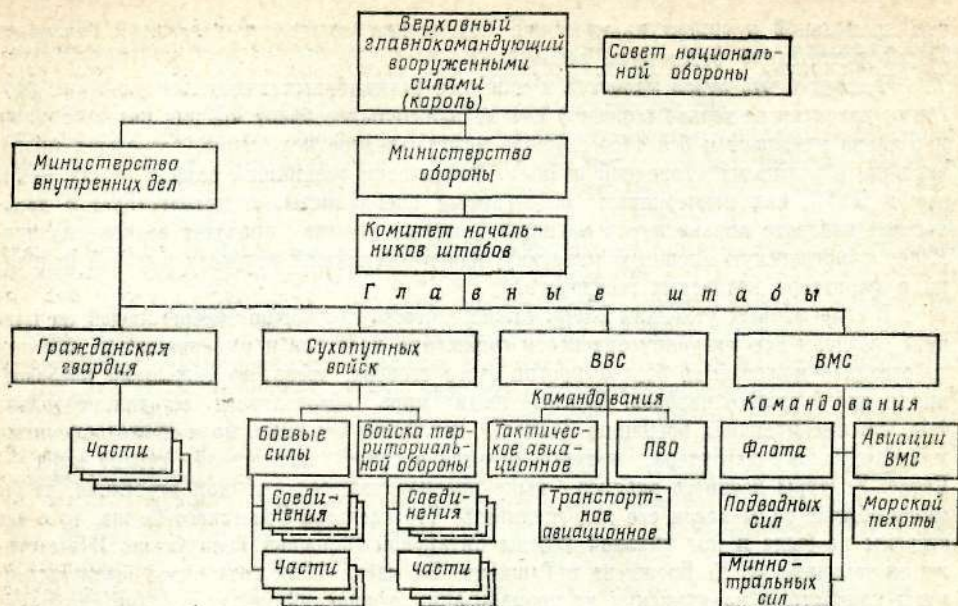 Верховный
главнокомандующий
вооруженными
силами
(король)
Совет националь-
ной обороны
Министерство
внутренних дел
Министерство
обороны
Комитет началь-
ников штабов
Главные штабы
Гражданская
гвардия
Сухопутных
войск
ВВС
ВМС
Командования
Командования
Части
Боевые
силы
Войска тер-
риториаль-
ной обороны
Тактичес-
кое авиа-
ционное
ПВО
Флота
Авиации
ВМС
Соеди-
нения
Соеди-
нения
Транспорт-
ное
авиационное
Подводных
сил
Морской
пехоты
Части
Части
Минно-
тральных
сил